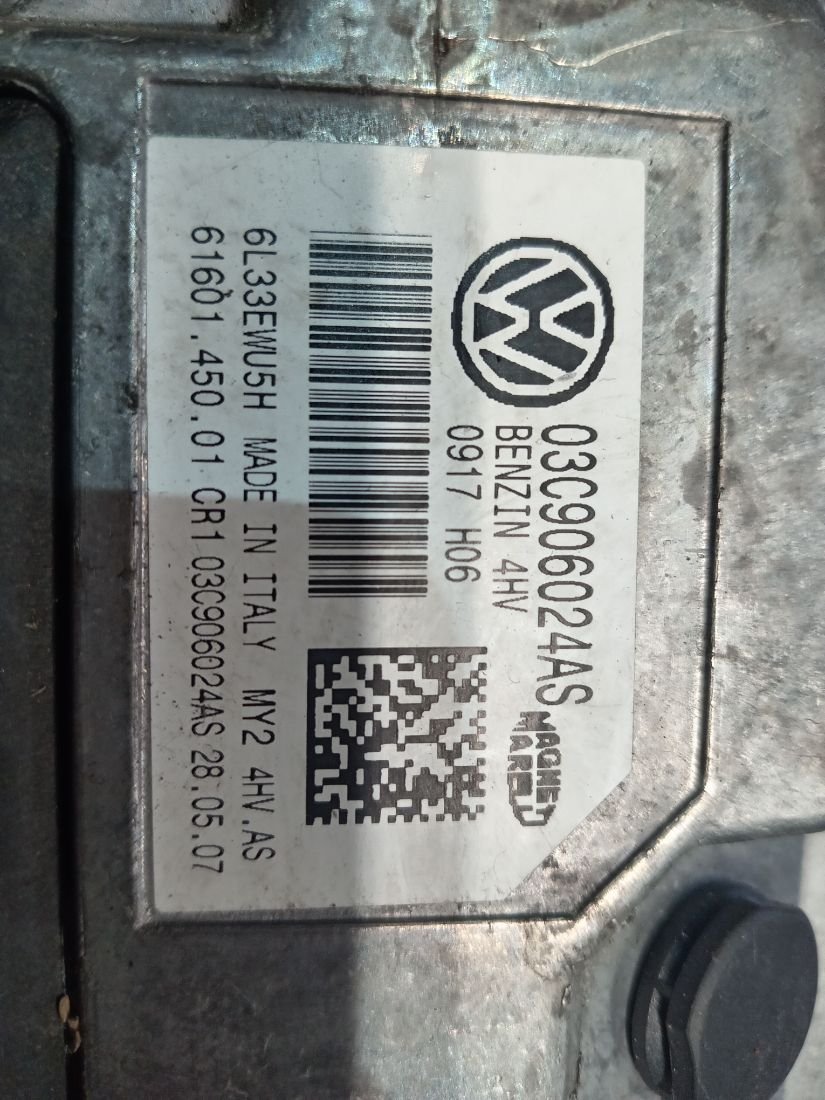 03C906024AS
BENZIN 4HV
0917 H06
MAGNETI
MARELLI
6L33EWU5H MADE IN ITALY MY2 4HV.AS
61601.450.01 CR1 03C906024AS 28.05.07